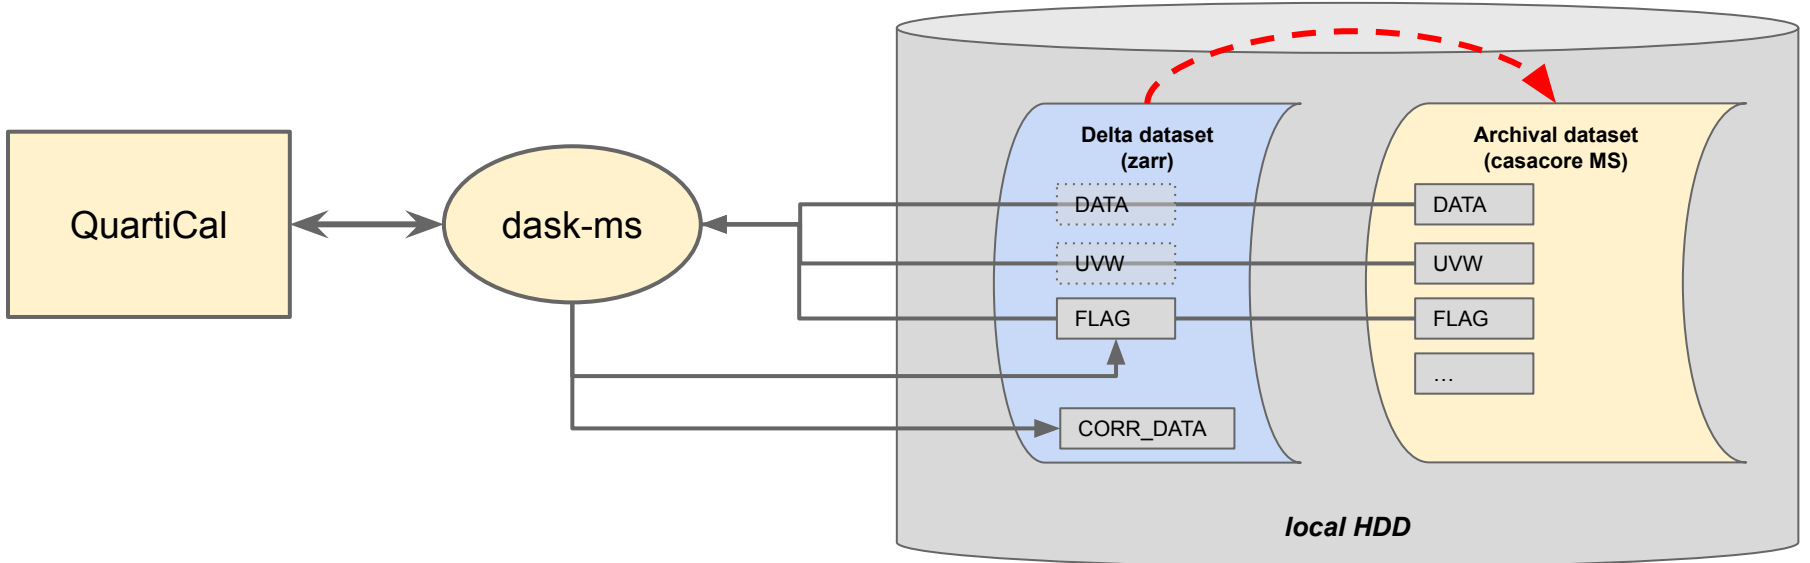 QuartiCal
dask-ms
Delta dataset
(zarr)
DATA
UVW
FLAG
CORR_DATA
Archival dataset
(casacore MS)
DATA
UVW
FLAG
...
local HDD